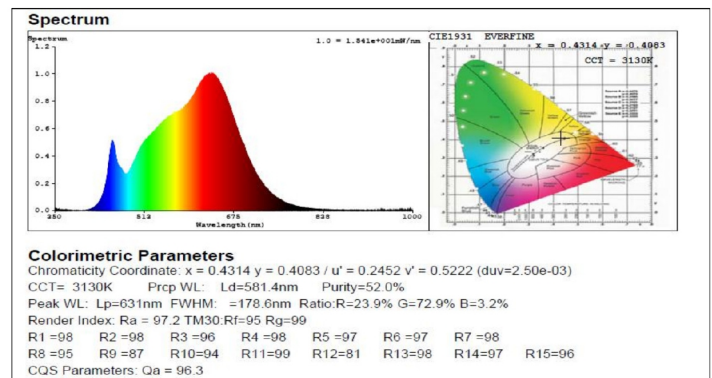 Spectrum
Spectrum
1.0 = 1.841e+001mW/nm
1.2
1.0
0.8
0.6
0.4
0.2
0.0
350 513 675 838 1000
Wavelength(nm)
CIE1931 EVERFINE
x = 0.4314 y = 0.4083
CCT = 3130K
Colorimetric Parameters
Chromaticity Coordinate: x = 0.4314 y = 0.4083 / u' = 0.2452 v' = 0.5222 (duv=2.50e-03)
CCT= 3130K Prcp WL: Ld=581.4nm Purity=52.0%
Peak WL: Lp=631nm FWHM: =178.6nm Ratio:R=23.9% G=72.9% B=3.2%
Render Index: Ra = 97.2 TM30:Rf=95 Rg=99
R1 =98 R2 =98 R3 =96 R4 =98 R5 =97 R6 =97 R7 =98
R8 =95 R9 =87 R10=94 R11=99 R12=81 R13=98 R14=97 R15=96
CQS Parameters: Qa = 96.3